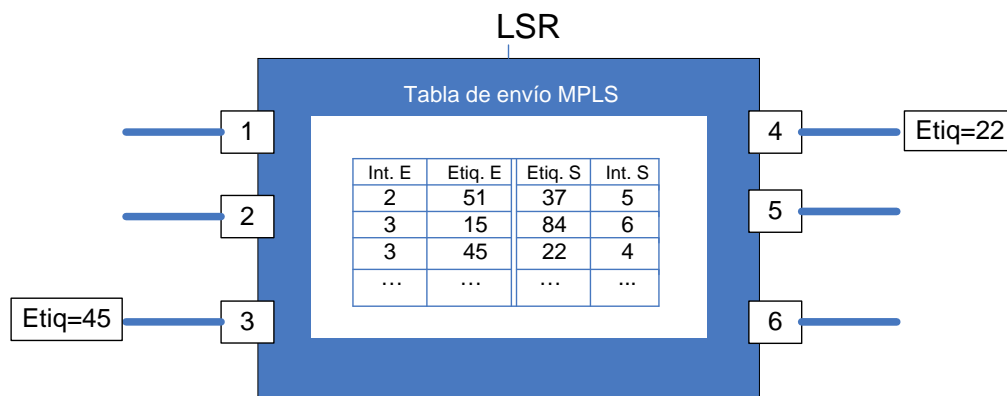 LSR
Tabla de envío MPLS
1
2
Etiq=45
3
Int. E Etiq. E Etiq. S Int. S
2 51 37 5
3 15 84 6
3 45 22 4
… … … ...
4
Etiq=22
5
6